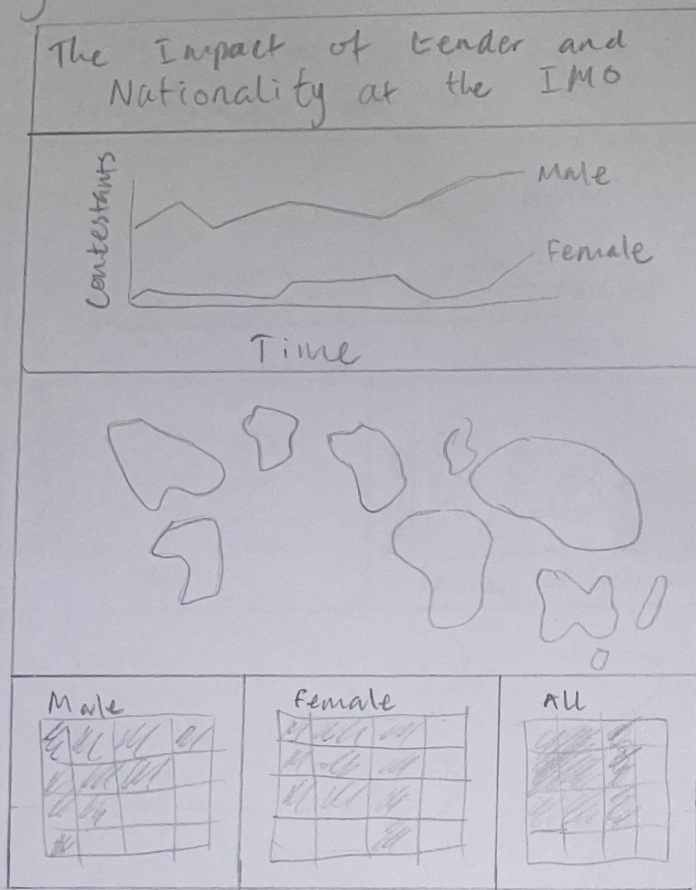 The Impact of Gender and
Nationality at the IMO
Contestants
Male
Female
Time
Male
Female
All